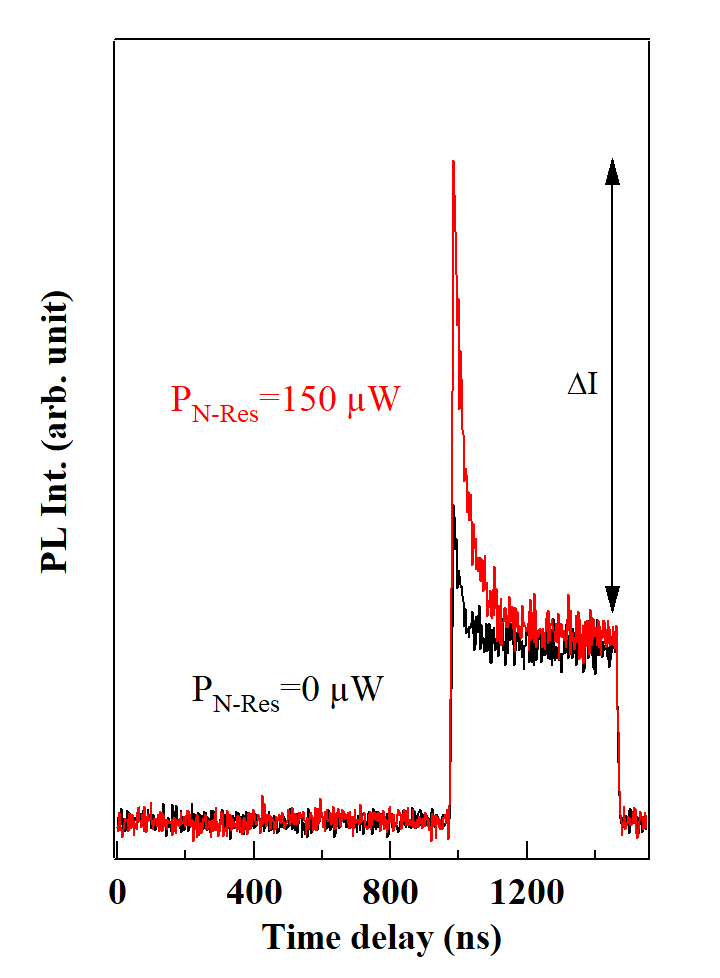 PL Int. (arb. unit)
P_N-Res=150 µW
ΔI
P_N-Res=0 µW
0 400 800 1200
Time delay (ns)